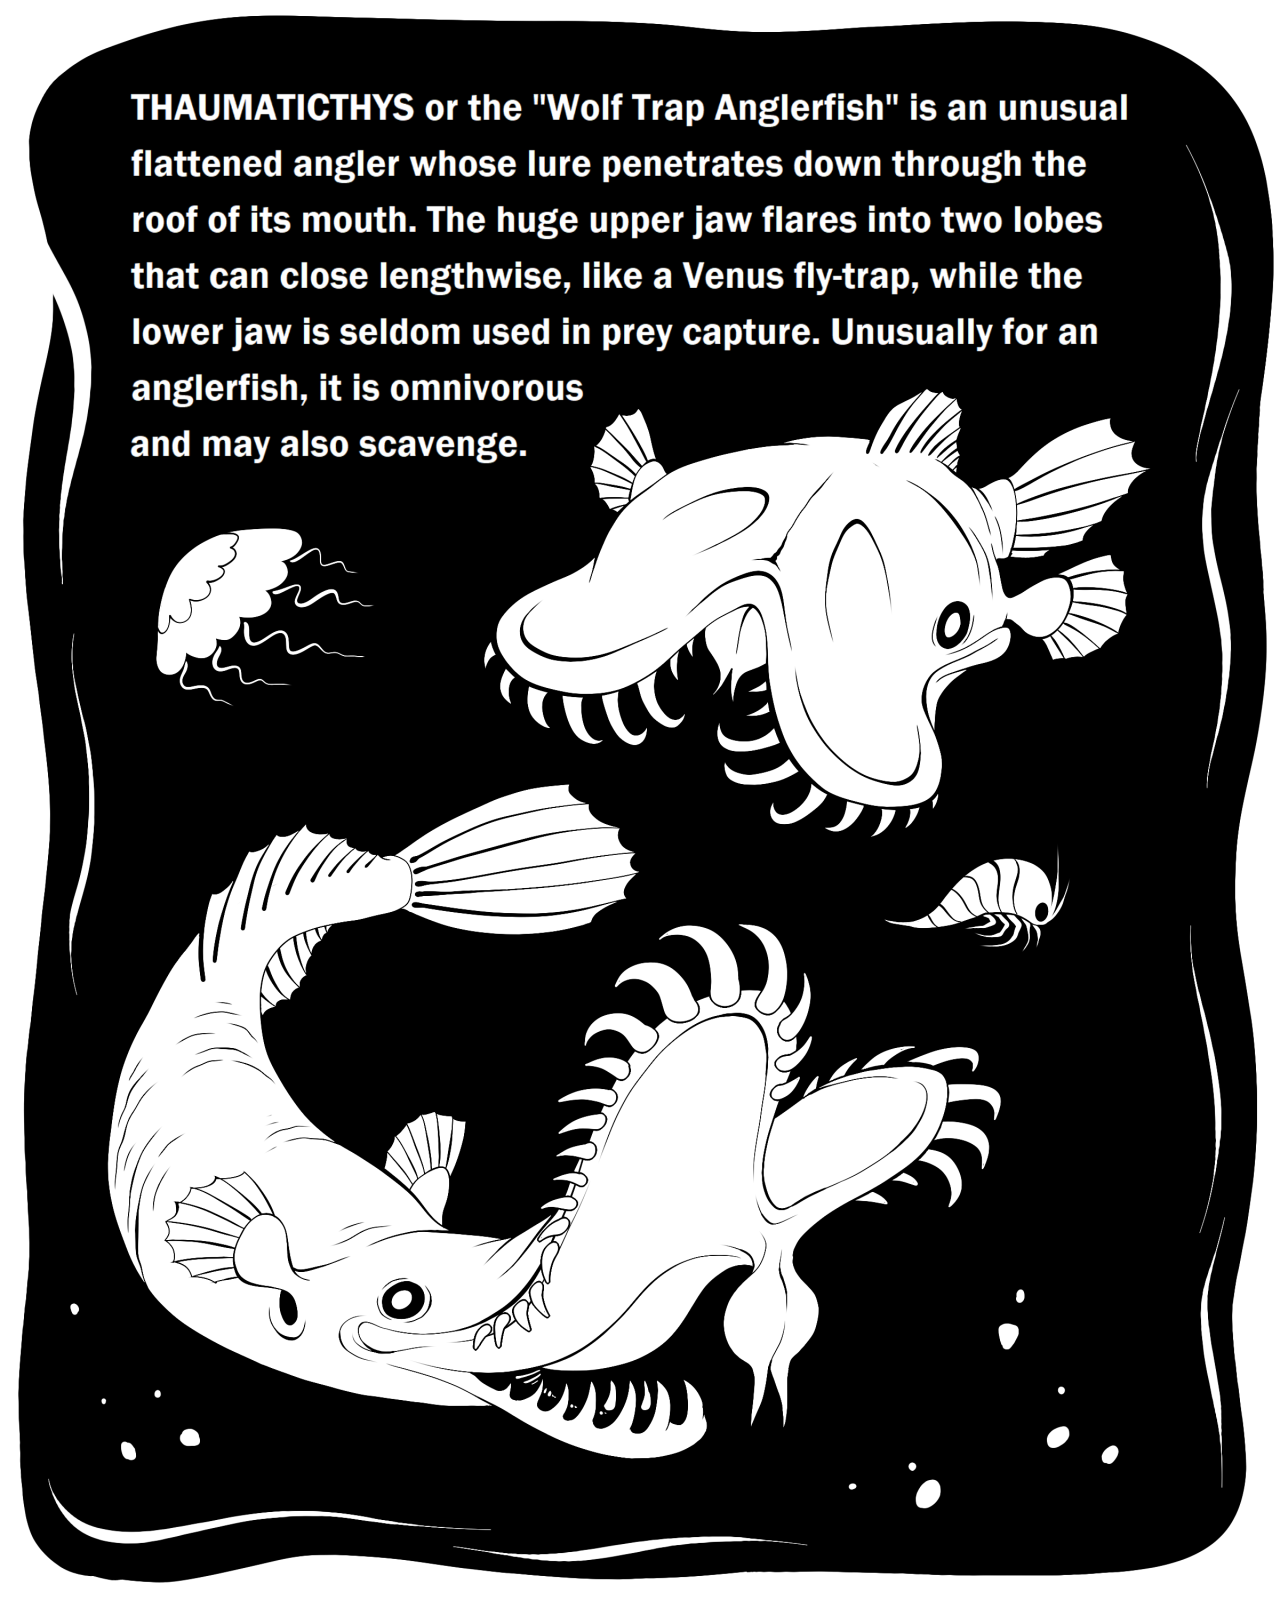 THAUMATICTHYS or the "Wolf Trap Anglerfish" is an unusual
flattened angler whose lure penetrates down through the
roof of its mouth. The huge upper jaw flares into two lobes
that can close lengthwise, like a Venus fly-trap, while the
lower jaw is seldom used in prey capture. Unusually for an
anglerfish, it is omnivorous
and may also scavenge.